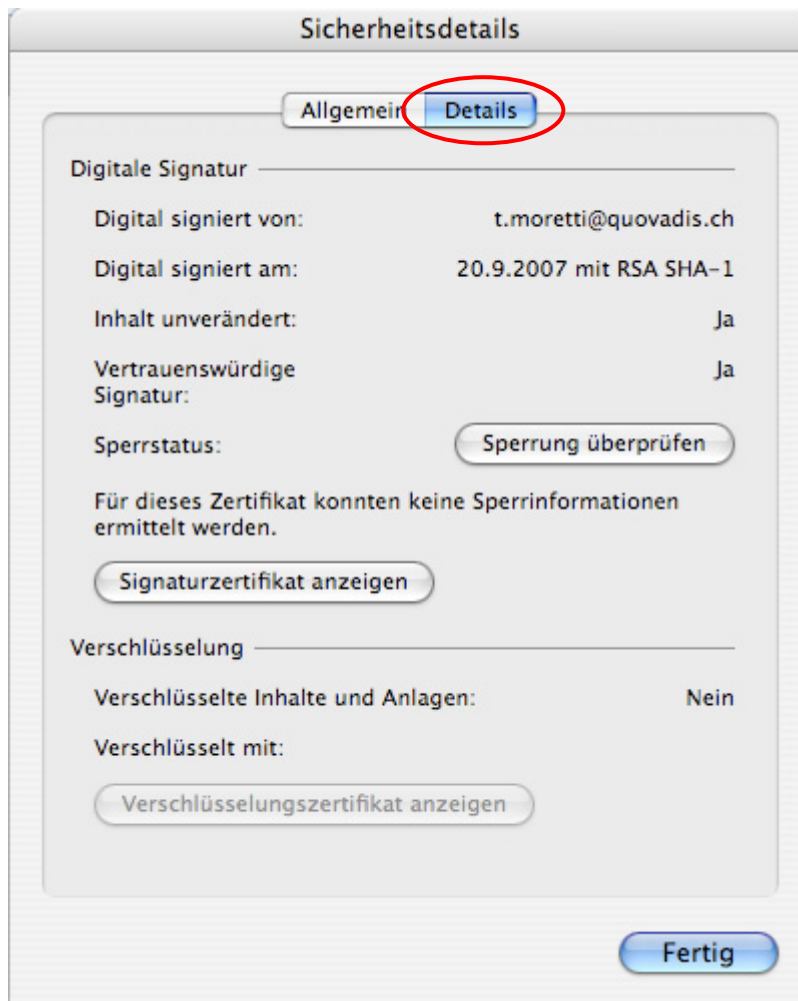 Sicherheitsdetails
Allgemein Details
Digitale Signatur
Digital signiert von: t.moretti@quovadis.ch
Digital signiert am: 20.9.2007 mit RSA SHA-1
Inhalt unverändert: Ja
Vertrauenswürdige Ja
Signatur:
Sperrstatus: Sperrung überprüfen
Für dieses Zertifikat konnten keine Sperrinformationen
ermittelt werden.
Signaturzertifikat anzeigen
Verschlüsselung
Verschlüsselte Inhalte und Anlagen: Nein
Verschlüsselt mit:
Verschlüsselungszertifikat anzeigen
Fertig